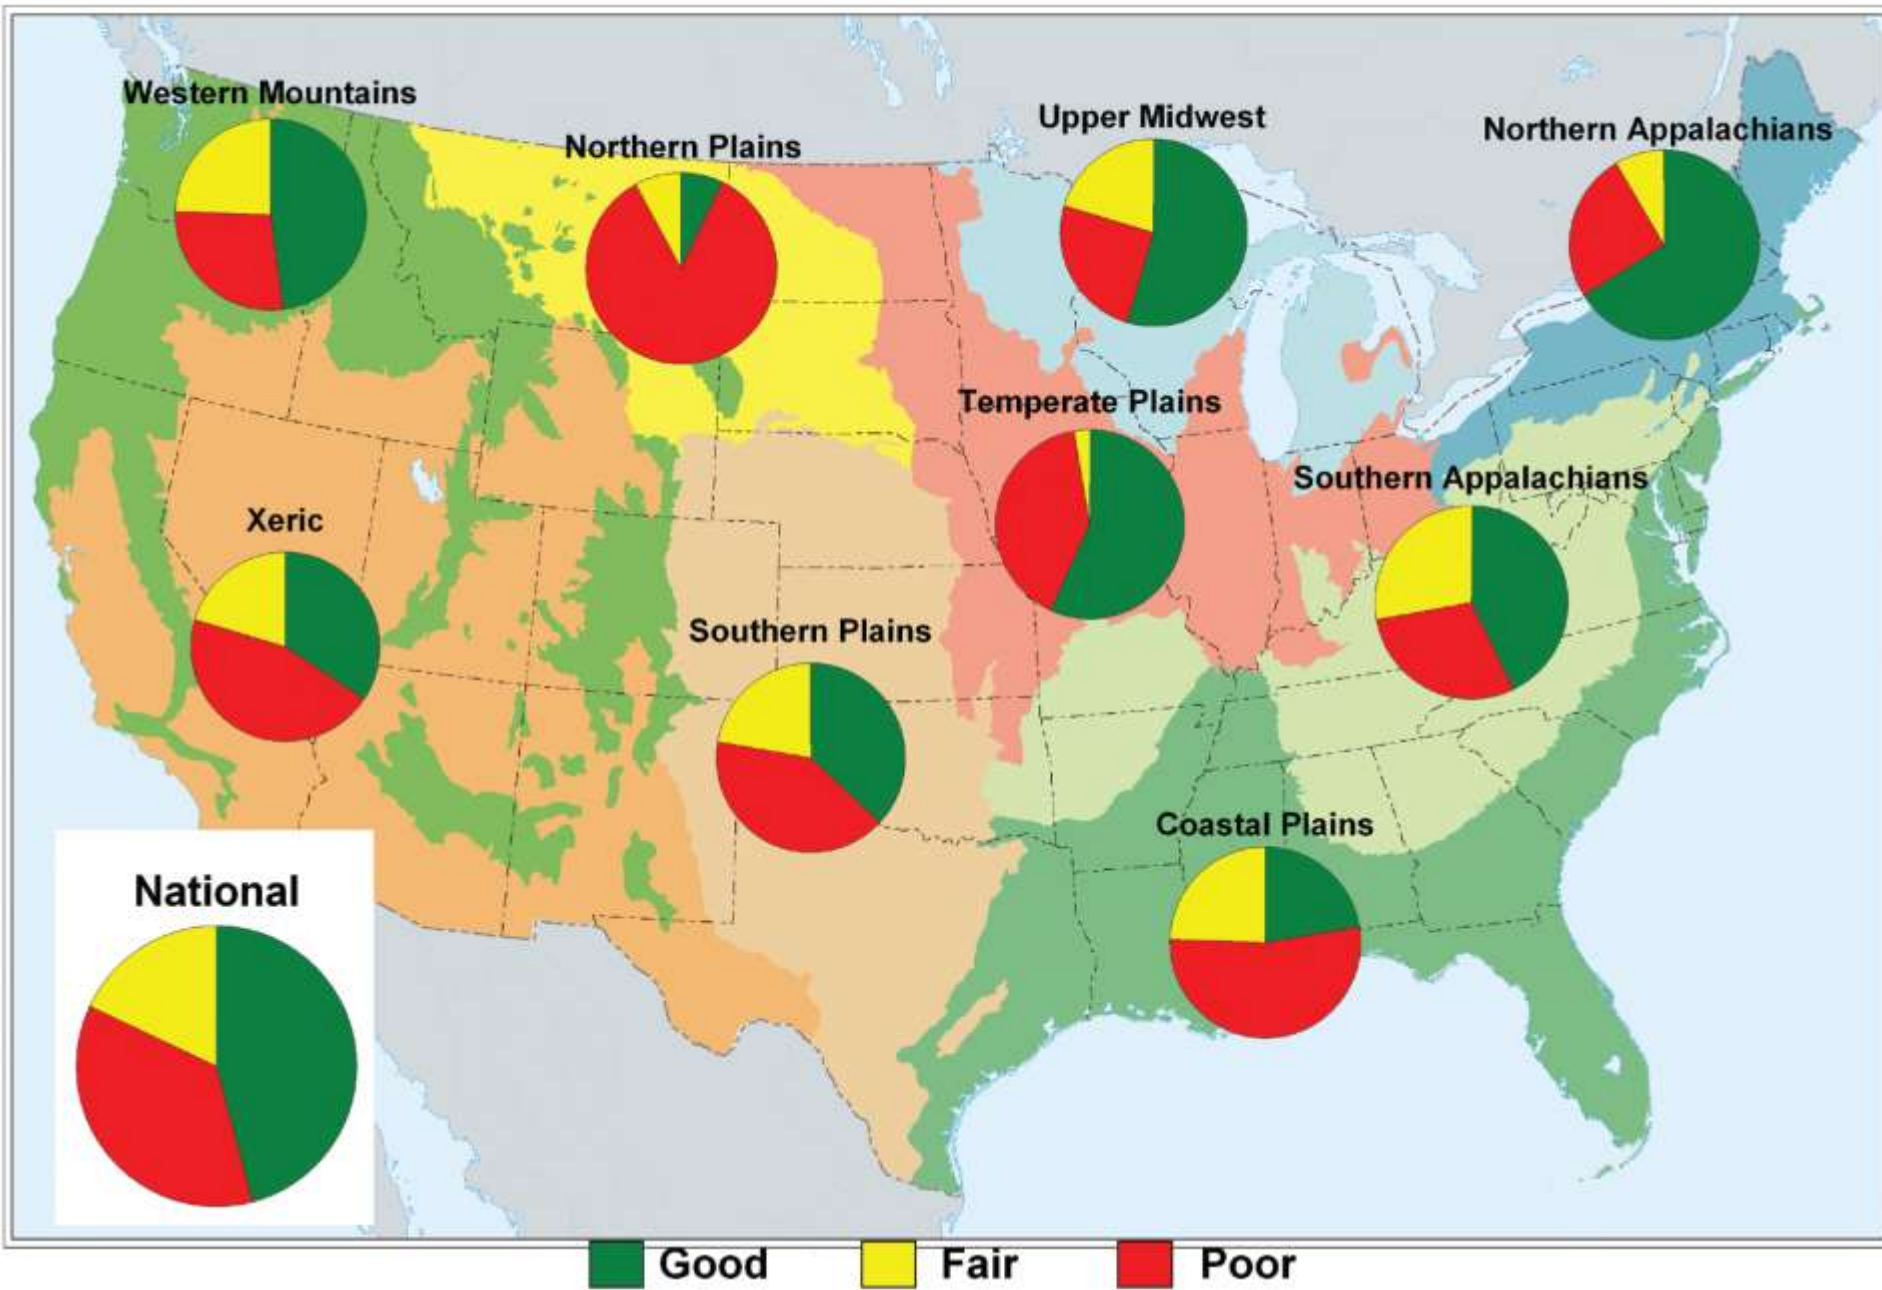 Western Mountains
Northern Plains
Upper Midwest
Northern Appalachians
Temperate Plains
Southern Appalachians
Xeric
Southern Plains
Coastal Plains
National
Good
Fair
Poor